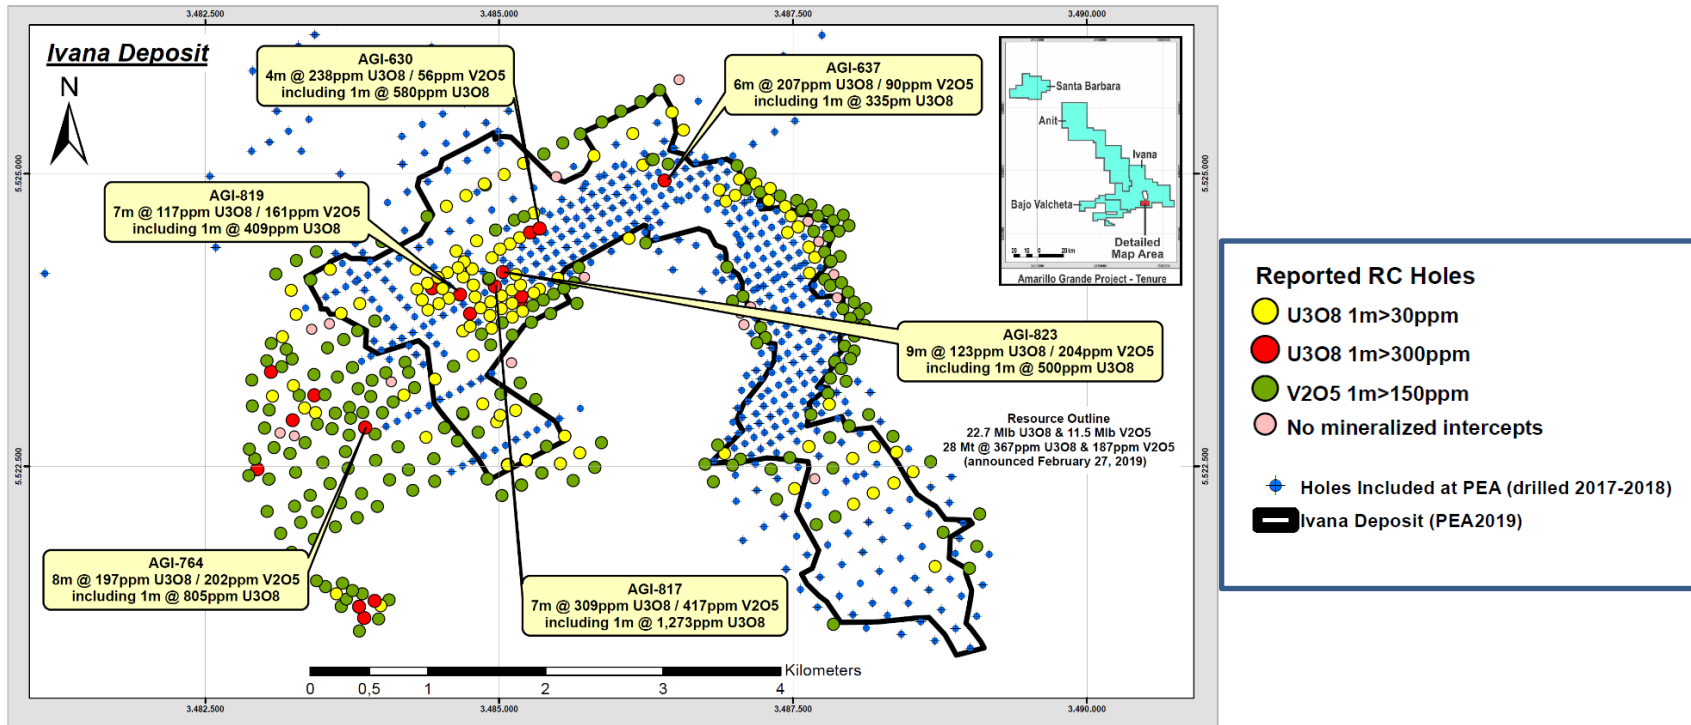 3.482.500
3.485.000
3.487.500
3.490.000
Ivana Deposit
N
AGI-630
4m @ 238ppm U3O8 / 56ppm V2O5
including 1m @ 580ppm U3O8
AGI-637
6m @ 207ppm U3O8 / 90ppm V2O5
including 1m @ 335pm U3O8
Santa Barbara
Anit
Ivana
Bajo Valcheta
Detailed
Map Area
20 10 0 20 km
Amarillo Grande Project - Tenure
5.525.000
5.525.000
AGI-819
7m @ 117ppm U3O8 / 161ppm V2O5
including 1m @ 409ppm U3O8
AGI-823
9m @ 123ppm U3O8 / 204ppm V2O5
including 1m @ 500ppm U3O8
Resource Outline
22.7 Mlb U3O8 & 11.5 Mlb V2O5
28 Mt @ 367ppm U3O8 & 187ppm V2O5
(announced February 27, 2019)
5.522.500
5.522.500
AGI-764
8m @ 197ppm U3O8 / 202ppm V2O5
including 1m @ 805ppm U3O8
AGI-817
7m @ 309ppm U3O8 / 417ppm V2O5
including 1m @ 1,273ppm U3O8
Kilometers
0 0,5 1 2 3 4
3.482.500
3.485.000
3.487.500
3.490.000
Reported RC Holes
U3O8 1m>30ppm
U3O8 1m>300ppm
V2O5 1m>150ppm
No mineralized intercepts
Holes Included at PEA (drilled 2017-2018)
Ivana Deposit (PEA2019)